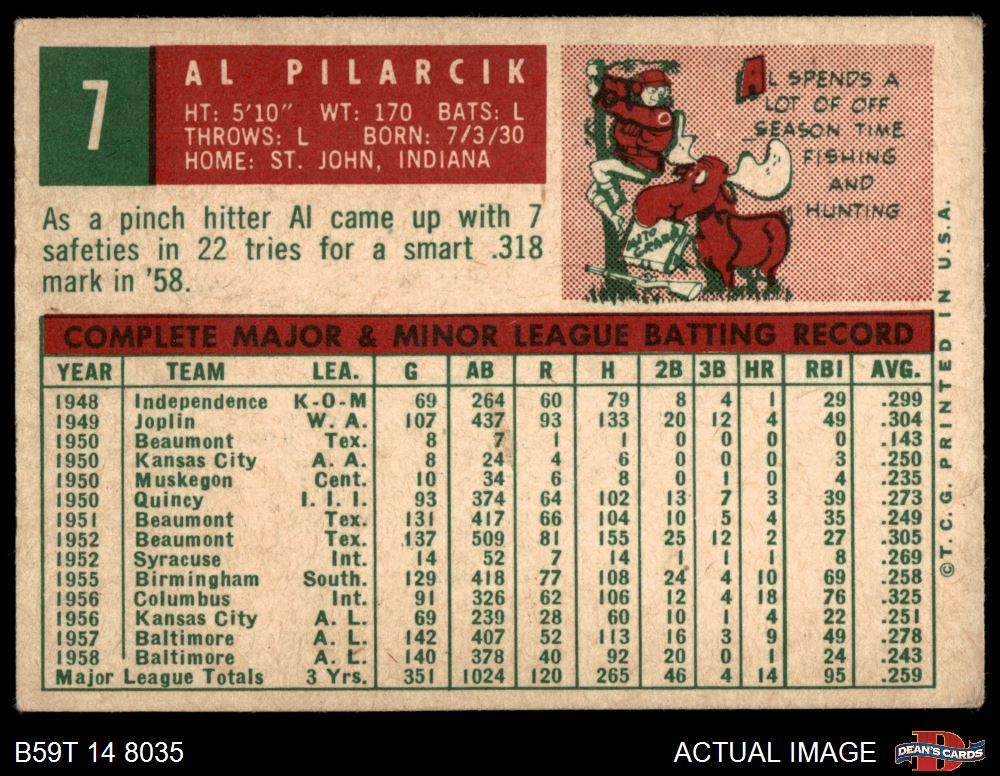 7
AL PILARCIK
HT: 5'10" WT: 170 BATS: L
THROWS: L BORN: 7/3/30
HOME: ST. JOHN, INDIANA
AL SPENDS A
LOT OF OFF
SEASON TIME
FISHING
AND
HUNTING
As a pinch hitter Al came up with 7
safeties in 22 tries for a smart .318
mark in '58.
COMPLETE MAJOR & MINOR LEAGUE BATTING RECORD
YEAR TEAM LEA. G AB R H 2B 3B HR RBI AVG.
1948 Independence K-O-M 69 264 60 79 8 4 1 29 .299
1949 Joplin W. A. 107 437 93 133 20 12 4 49 .304
1950 Beaumont Tex. 8 7 1 1 0 0 0 0 .143
1950 Kansas City A. A. 8 24 4 6 0 0 0 3 .250
1950 Muskegon Cent. 10 34 6 8 0 1 0 4 .235
1950 Quincy I. I. I. 93 374 64 102 13 7 3 39 .273
1951 Beaumont Tex. 131 417 66 104 10 5 4 35 .249
1952 Beaumont Tex. 137 509 81 155 25 12 2 27 .305
1952 Syracuse Int. 14 52 7 14 1 1 1 8 .269
1955 Birmingham South. 129 418 77 108 24 4 10 69 .258
1956 Columbus Int. 91 326 62 106 12 4 18 76 .325
1956 Kansas City A. L. 69 239 28 60 10 1 4 22 .251
1957 Baltimore A. L. 142 407 52 113 16 3 9 49 .278
1958 Baltimore A. L. 140 378 40 92 20 0 1 24 .243
Major League Totals 3 Yrs. 351 1024 120 265 46 4 14 95 .259
©T. C. G. PRINTED IN U.S.A.
B59T 14 8035
ACTUAL IMAGE
DEAN'S CARDS